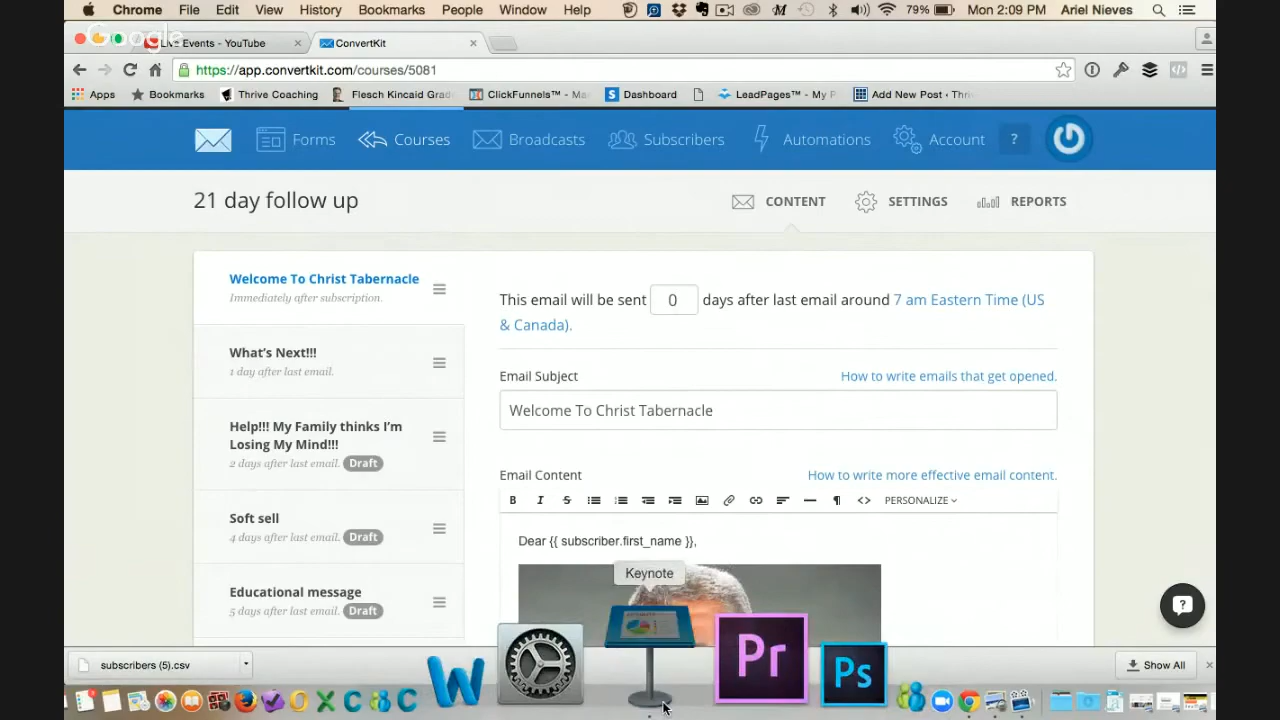 Chrome File Edit View History Bookmarks People Window Help 79% Mon 2:09 PM Ariel Nieves
Google
Live Events - YouTube × ConvertKit ×
https://app.convertkit.com/courses/5081
Apps Bookmarks Thrive Coaching Flesch Kincaid Grad ClickFunnels™ - Ma Dashboard LeadPages™ - My P Add New Post ‹ Thri
Forms Courses Broadcasts Subscribers Automations Account ?
21 day follow up CONTENT SETTINGS REPORTS
Welcome To Christ Tabernacle
Immediately after subscription.
What's Next!!!
1 day after last email.
Help!!! My Family thinks I'm
Losing My Mind!!!
2 days after last email. Draft
Soft sell
4 days after last email. Draft
Educational message
5 days after last email. Draft
This email will be sent 0 days after last email around 7 am Eastern Time (US
& Canada).
Email Subject How to write emails that get opened.
Welcome To Christ Tabernacle
Email Content How to write more effective email content.
B I S PERSONALIZE
Dear {{ subscriber.first_name }},
Keynote
subscribers (5).csv Show All
W Pr Ps